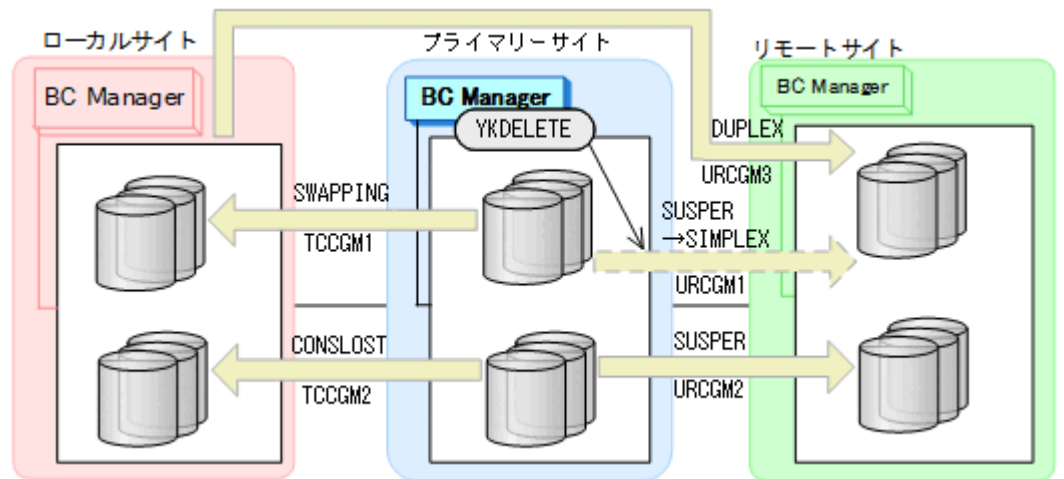 ローカルサイト
プライマリーサイト
リモートサイト
BC Manager
BC Manager
BC Manager
YKDELETE
DUPLEX
URCGM3
SWAPPING
TCCGM1
SUSPER
→SIMPLEX
URCGM1
CONSLOST
TCCGM2
SUSPER
URCGM2